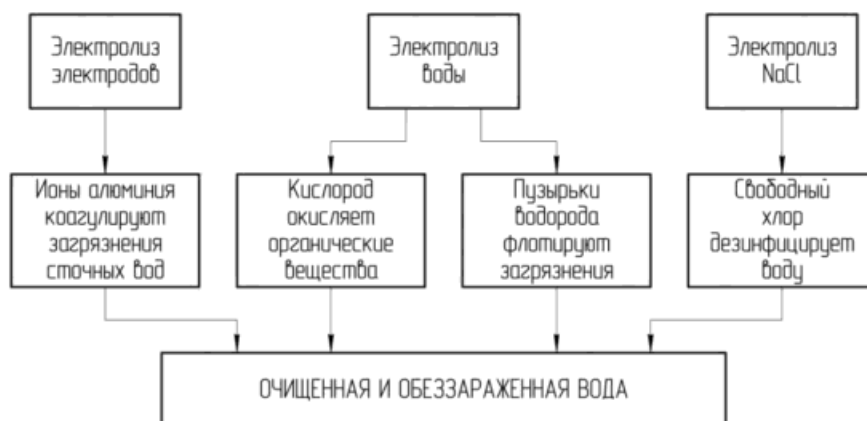 Электролиз
электродов
Электролиз
воды
Электролиз
NaCl
Ионы алюминия
коагулируют
загрязнения
сточных вод
Кислород
окисляет
органические
вещества
Пузырьки
водорода
флотируют
загрязнения
Свободный
хлор
дезинфицирует
воду
ОЧИЩЕННАЯ И ОБЕЗЗАРАЖЕННАЯ ВОДА